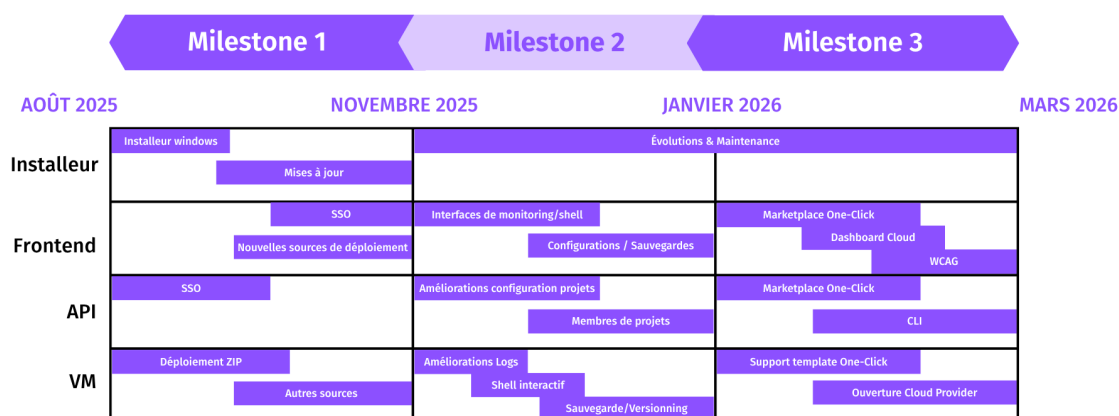 Milestone 1
Milestone 2
Milestone 3
AOÛT 2025
NOVEMBRE 2025
JANVIER 2026
MARS 2026
Installeur
Installeur windows
Mises à jour
Évolutions & Maintenance
Frontend
SSO
Nouvelles sources de déploiement
Interfaces de monitoring/shell
Configurations / Sauvegardes
Marketplace One-Click
Dashboard Cloud
WCAG
API
SSO
Améliorations configuration projets
Membres de projets
Marketplace One-Click
CLI
VM
Déploiement ZIP
Autres sources
Améliorations Logs
Shell interactif
Sauvegarde/Versionning
Support template One-Click
Ouverture Cloud Provider